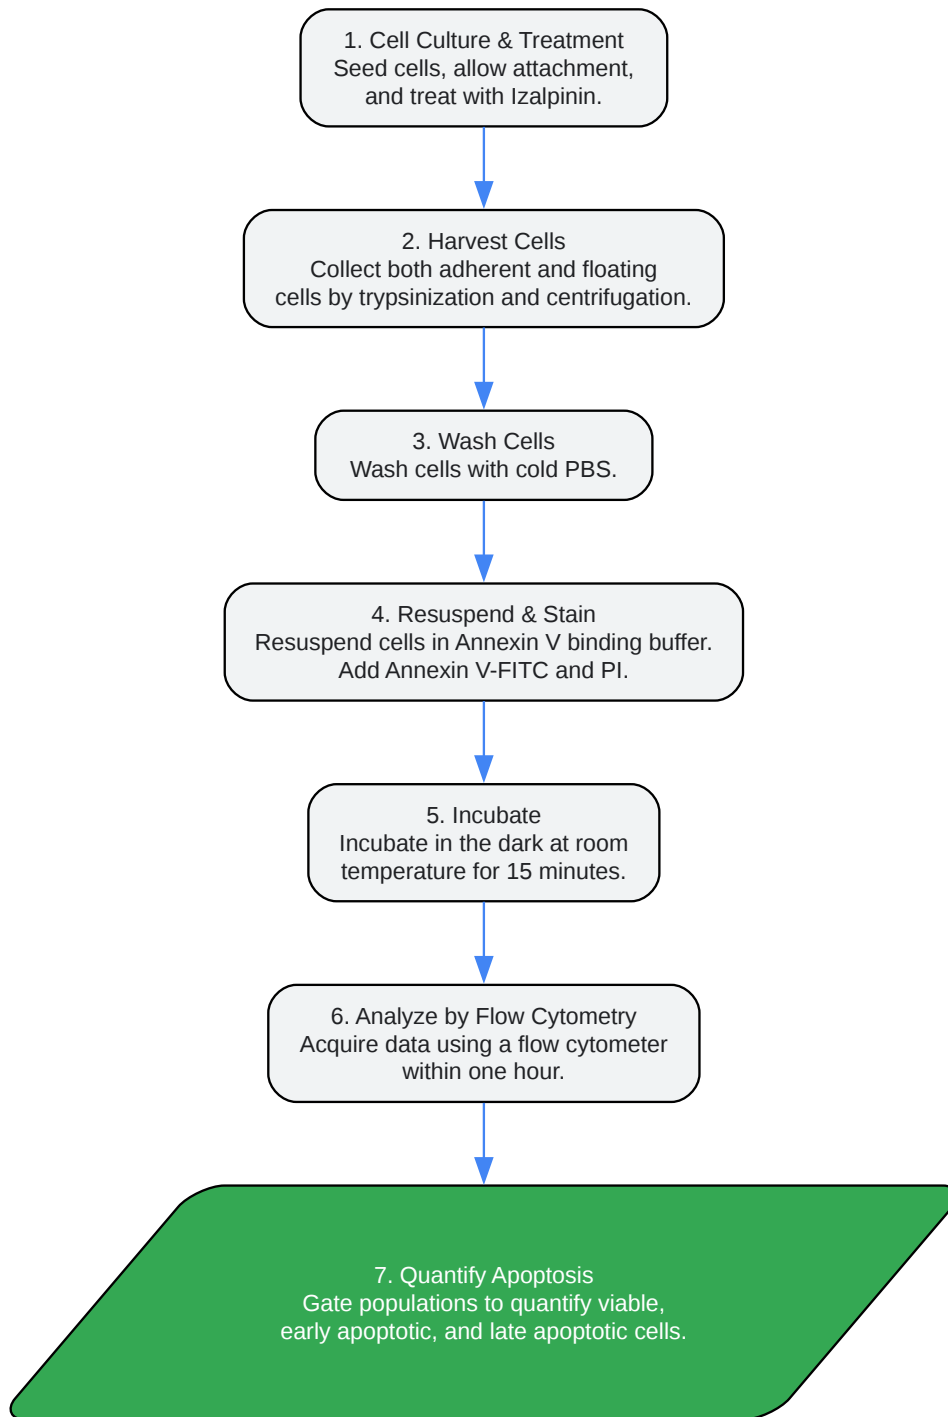 1. Cell Culture & Treatment
Seed cells, allow attachment,
and treat with Izalpinin.
2. Harvest Cells
Collect both adherent and floating
cells by trypsinization and centrifugation.
3. Wash Cells
Wash cells with cold PBS.
4. Resuspend & Stain
Resuspend cells in Annexin V binding buffer.
Add Annexin V-FITC and PI.
5. Incubate
Incubate in the dark at room
temperature for 15 minutes.
6. Analyze by Flow Cytometry
Acquire data using a flow cytometer
within one hour.
7. Quantify Apoptosis
Gate populations to quantify viable,
early apoptotic, and late apoptotic cells.